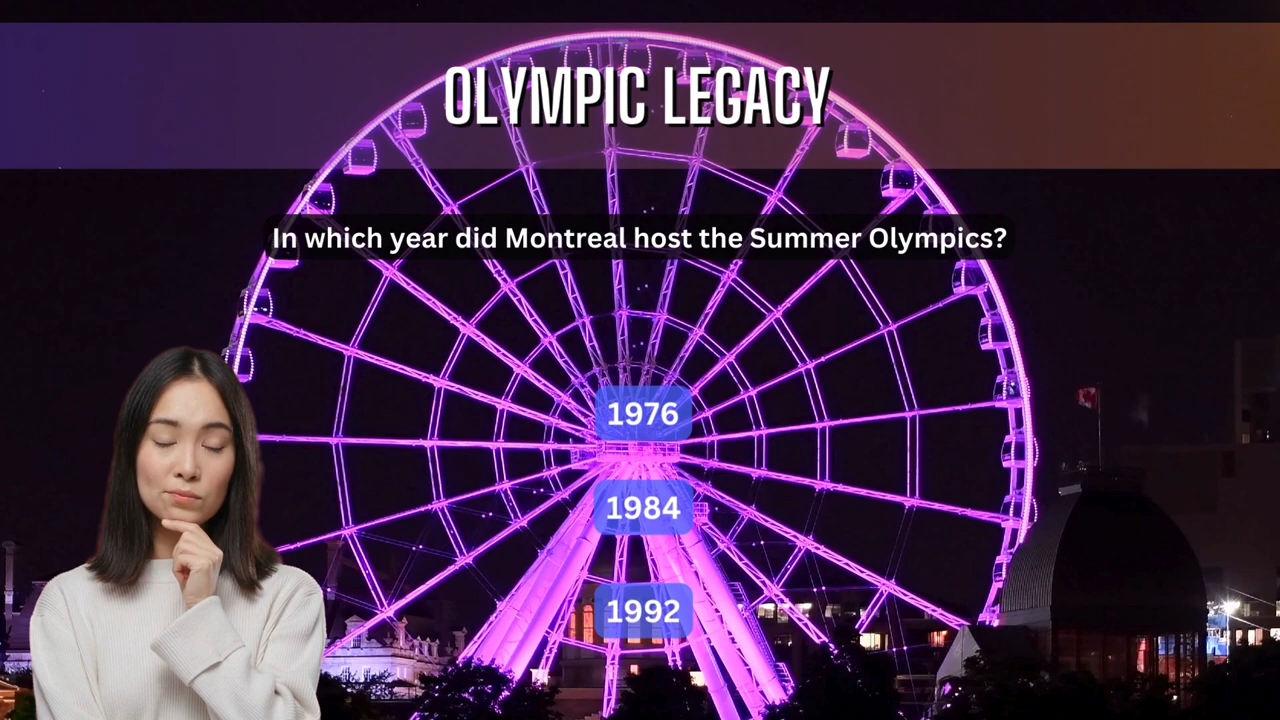 OLYMPIC LEGACY
In which year did Montreal host the Summer Olympics?
1976
1984
1992